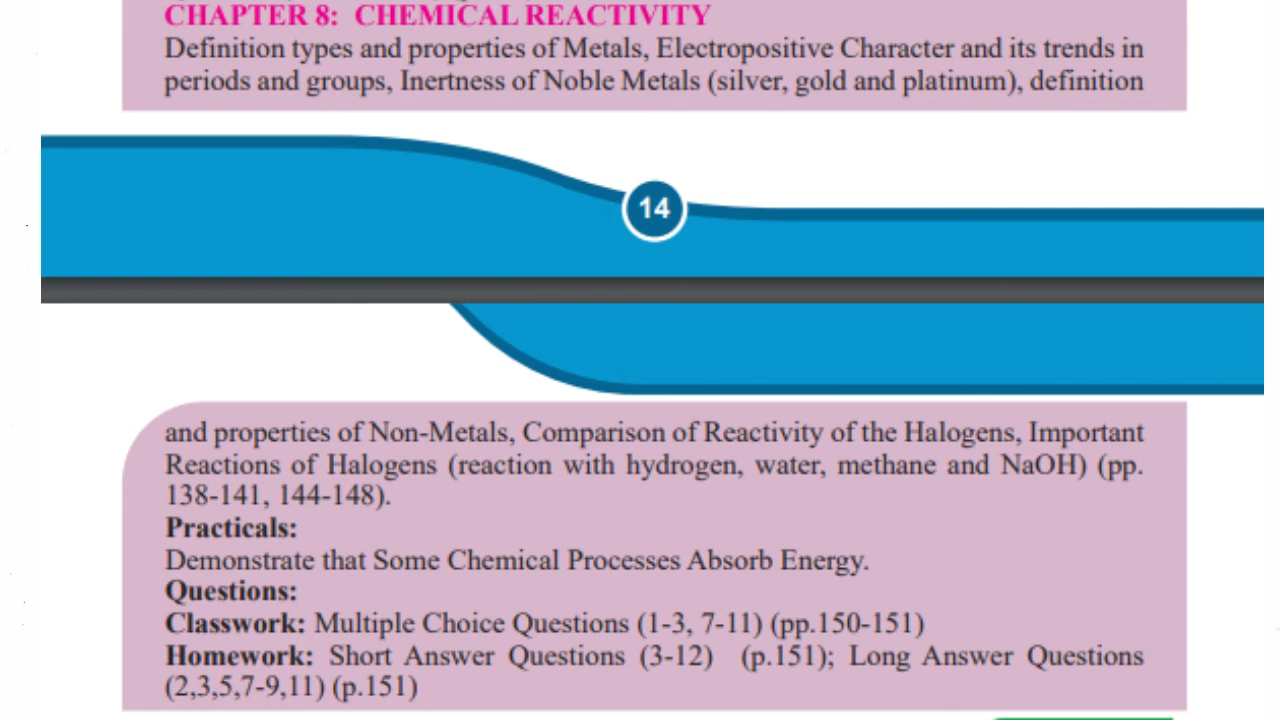 CHAPTER 8: CHEMICAL REACTIVITY
Definition types and properties of Metals, Electropositive Character and its trends in
periods and groups, Inertness of Noble Metals (silver, gold and platinum), definition
14
and properties of Non-Metals, Comparison of Reactivity of the Halogens, Important
Reactions of Halogens (reaction with hydrogen, water, methane and NaOH) (pp.
138-141, 144-148).
Practicals:
Demonstrate that Some Chemical Processes Absorb Energy.
Questions:
Classwork: Multiple Choice Questions (1-3, 7-11) (pp.150-151)
Homework: Short Answer Questions (3-12) (p.151); Long Answer Questions
(2,3,5,7-9,11) (p.151)